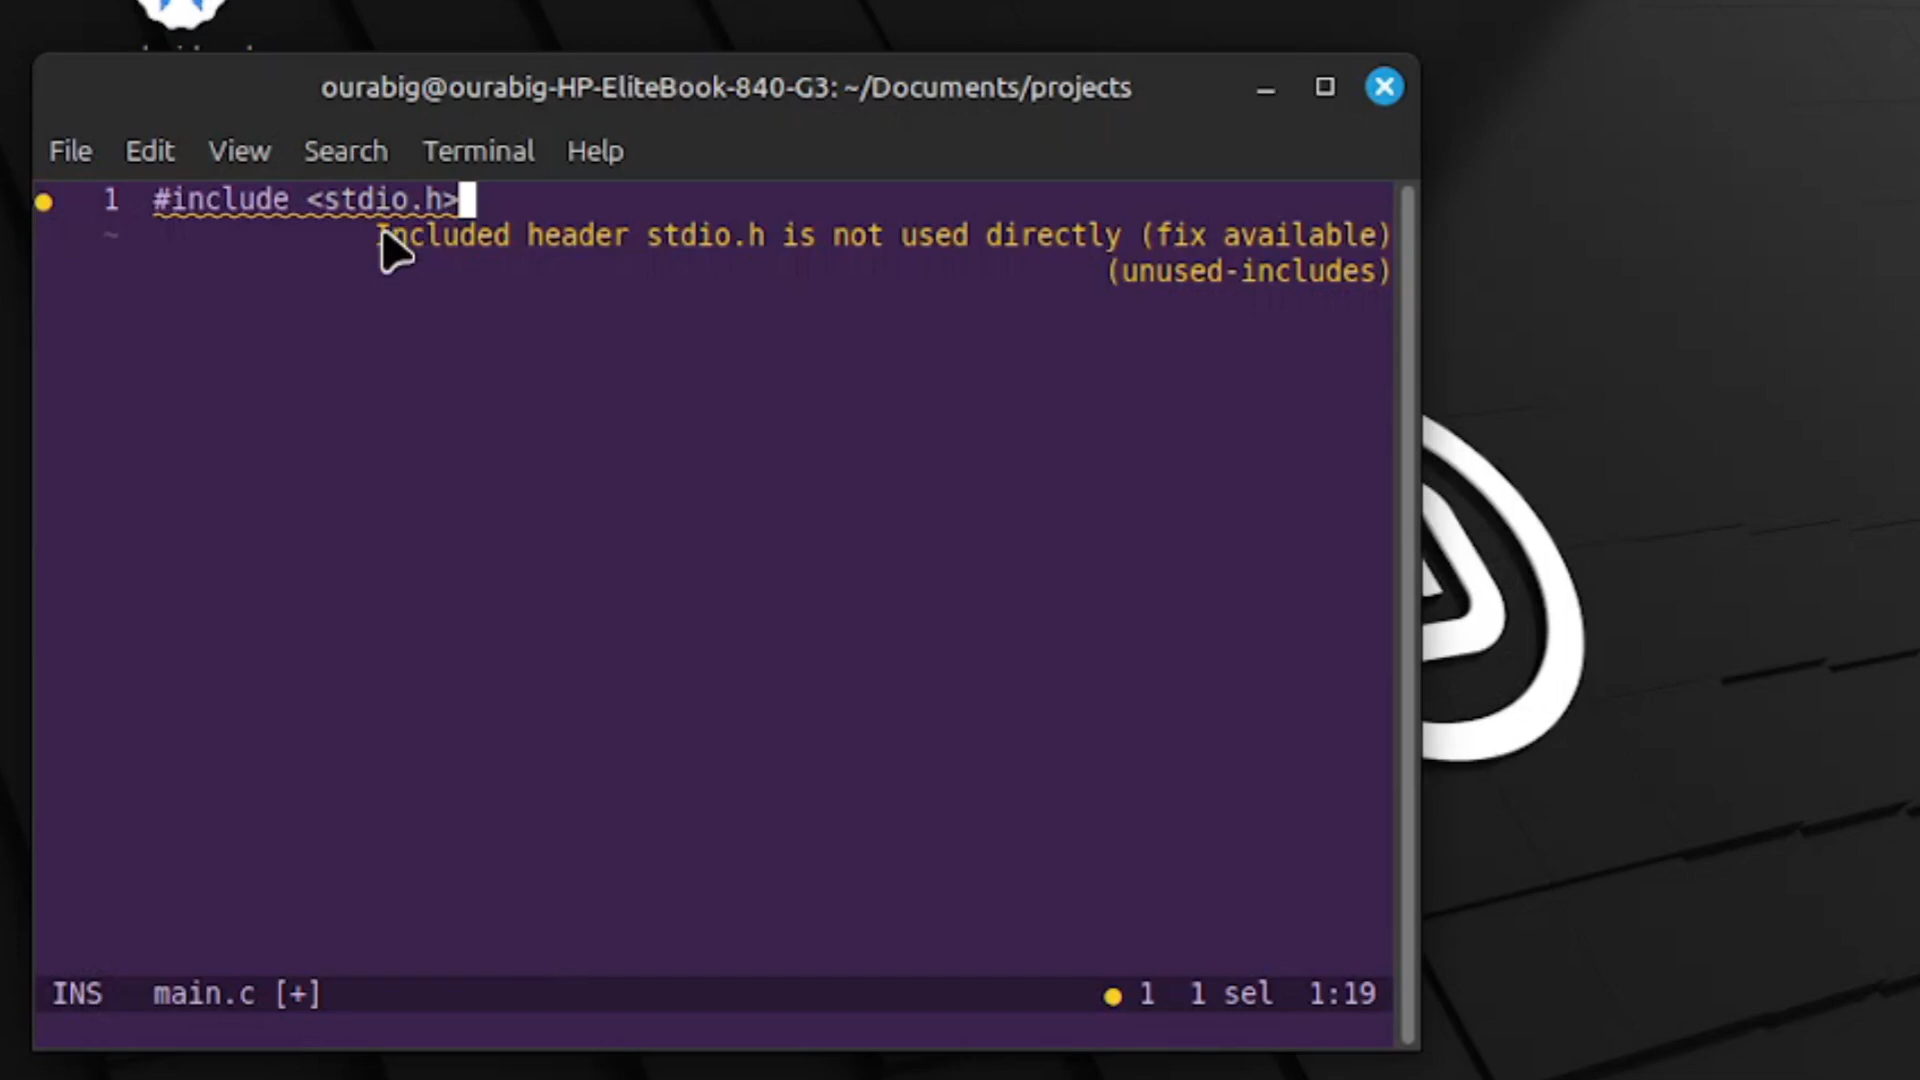 ourabig@ourabig-HP-EliteBook-840-G3: ~/Documents/projects
File Edit View Search Terminal Help
1 #include <stdio.h>
~ Included header stdio.h is not used directly (fix available)
(unused-includes)
INS main.c [+] ● 1 1 sel 1:19